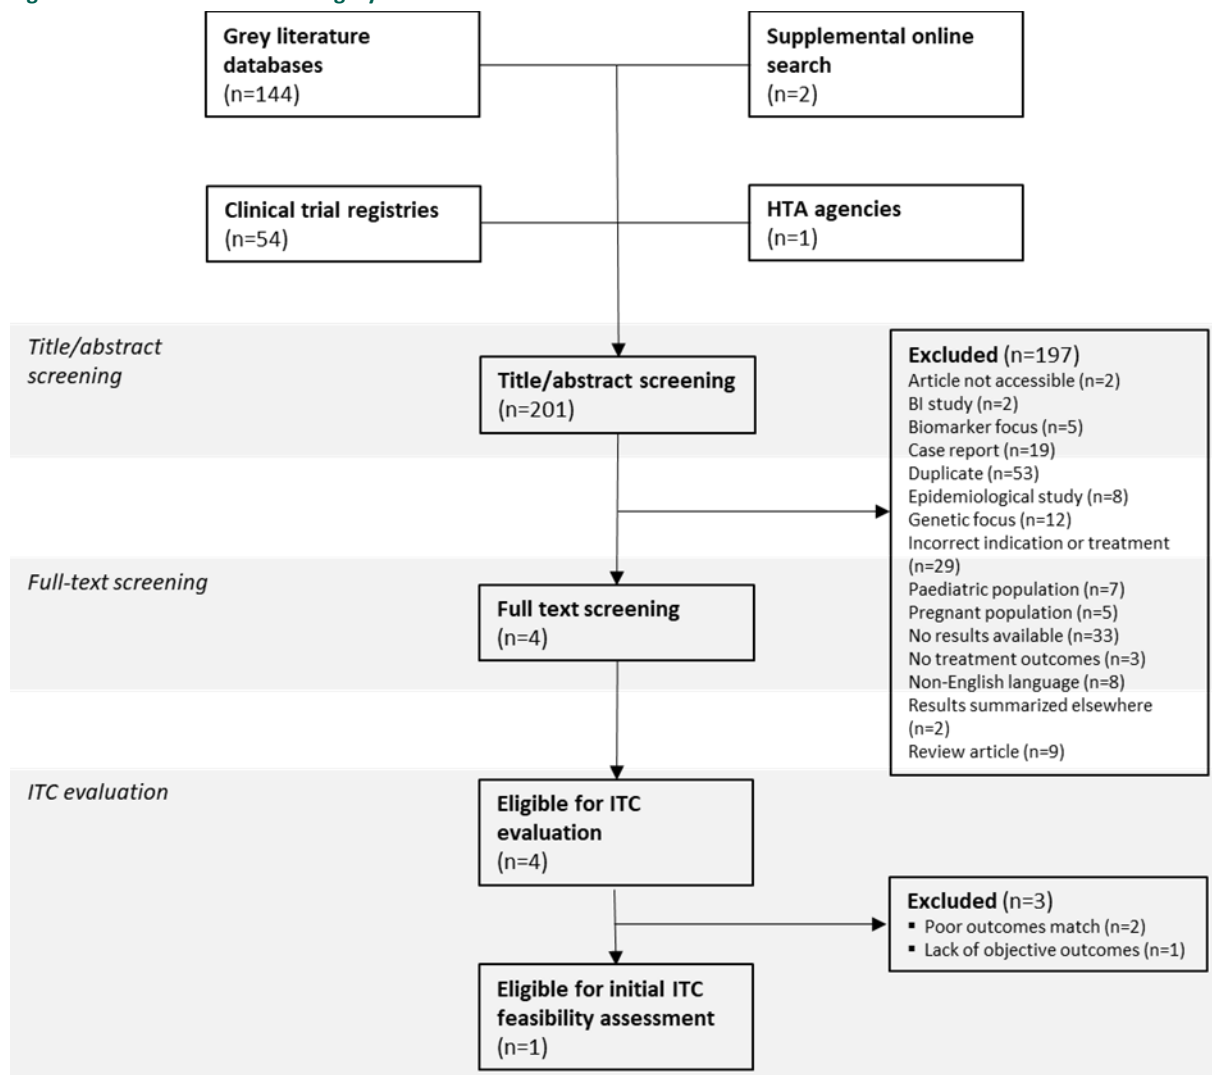 Grey literature
databases
(n=144)
Supplemental online
search
(n=2)
Clinical trial registries
(n=54)
HTA agencies
(n=1)
Title/abstract
screening
Title/abstract screening
(n=201)
Excluded (n=197)
Article not accessible (n=2)
BI study (n=2)
Biomarker focus (n=5)
Case report (n=19)
Duplicate (n=53)
Epidemiological study (n=8)
Genetic focus (n=12)
Incorrect indication or treatment
(n=29)
Paediatric population (n=7)
Pregnant population (n=5)
No results available (n=33)
No treatment outcomes (n=3)
Non-English language (n=8)
Results summarized elsewhere
(n=2)
Review article (n=9)
Full-text screening
Full text screening
(n=4)
ITC evaluation
Eligible for ITC
evaluation
(n=4)
Excluded (n=3)
▪ Poor outcomes match (n=2)
▪ Lack of objective outcomes (n=1)
Eligible for initial ITC
feasibility assessment
(n=1)